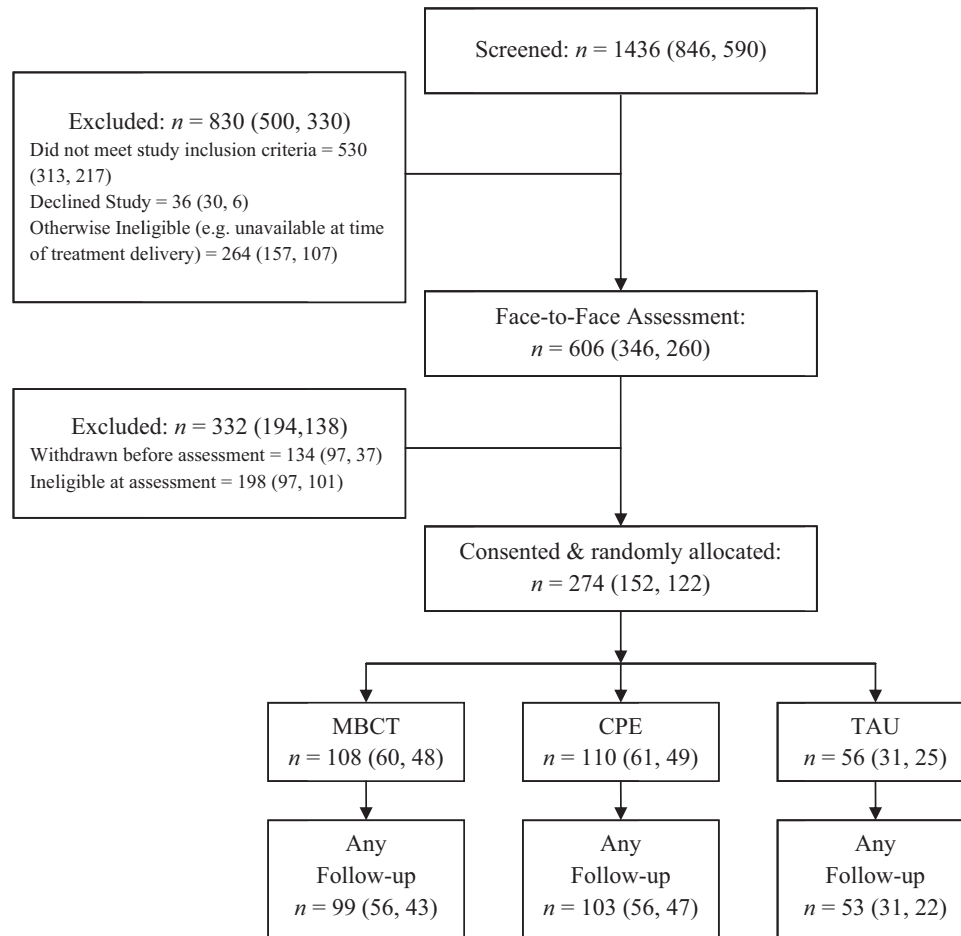 Screened: n = 1436 (846, 590)
Excluded: n = 830 (500, 330)
Did not meet study inclusion criteria = 530
(313, 217)
Declined Study = 36 (30, 6)
Otherwise Ineligible (e.g. unavailable at time
of treatment delivery) = 264 (157, 107)
Face-to-Face Assessment:
n = 606 (346, 260)
Excluded: n = 332 (194,138)
Withdrawn before assessment = 134 (97, 37)
Ineligible at assessment = 198 (97, 101)
Consented & randomly allocated:
n = 274 (152, 122)
MBCT
n = 108 (60, 48)
CPE
n = 110 (61, 49)
TAU
n = 56 (31, 25)
Any
Follow-up
n = 99 (56, 43)
Any
Follow-up
n = 103 (56, 47)
Any
Follow-up
n = 53 (31, 22)